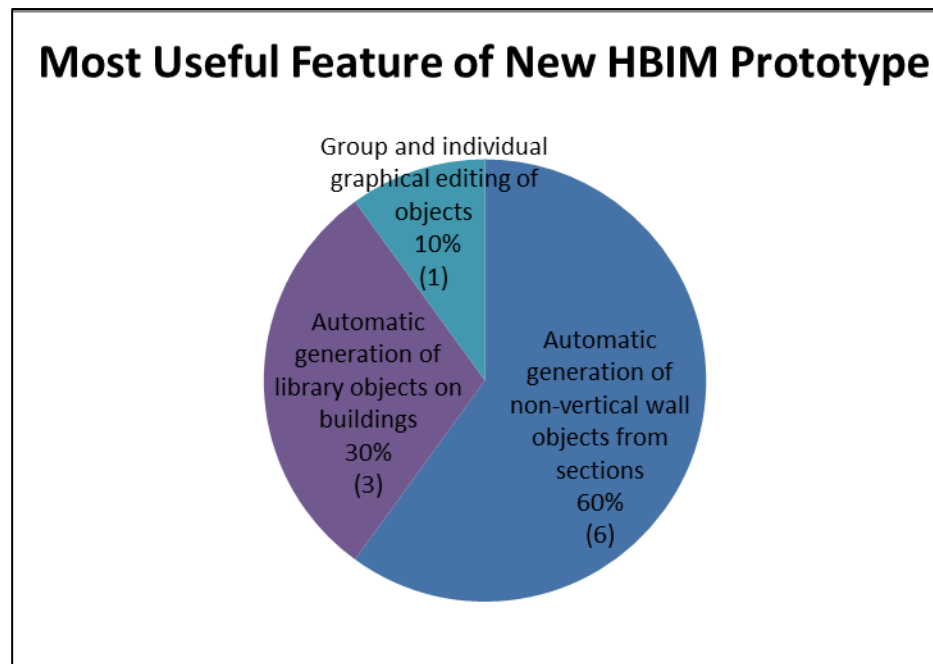 Most Useful Feature of New HBIM Prototype
Group and individual
graphical editing of
objects
10%
(1)
Automatic
generation of
library objects on
buildings
30%
(3)
Automatic
generation of
non-vertical wall
objects from
sections
60%
(6)